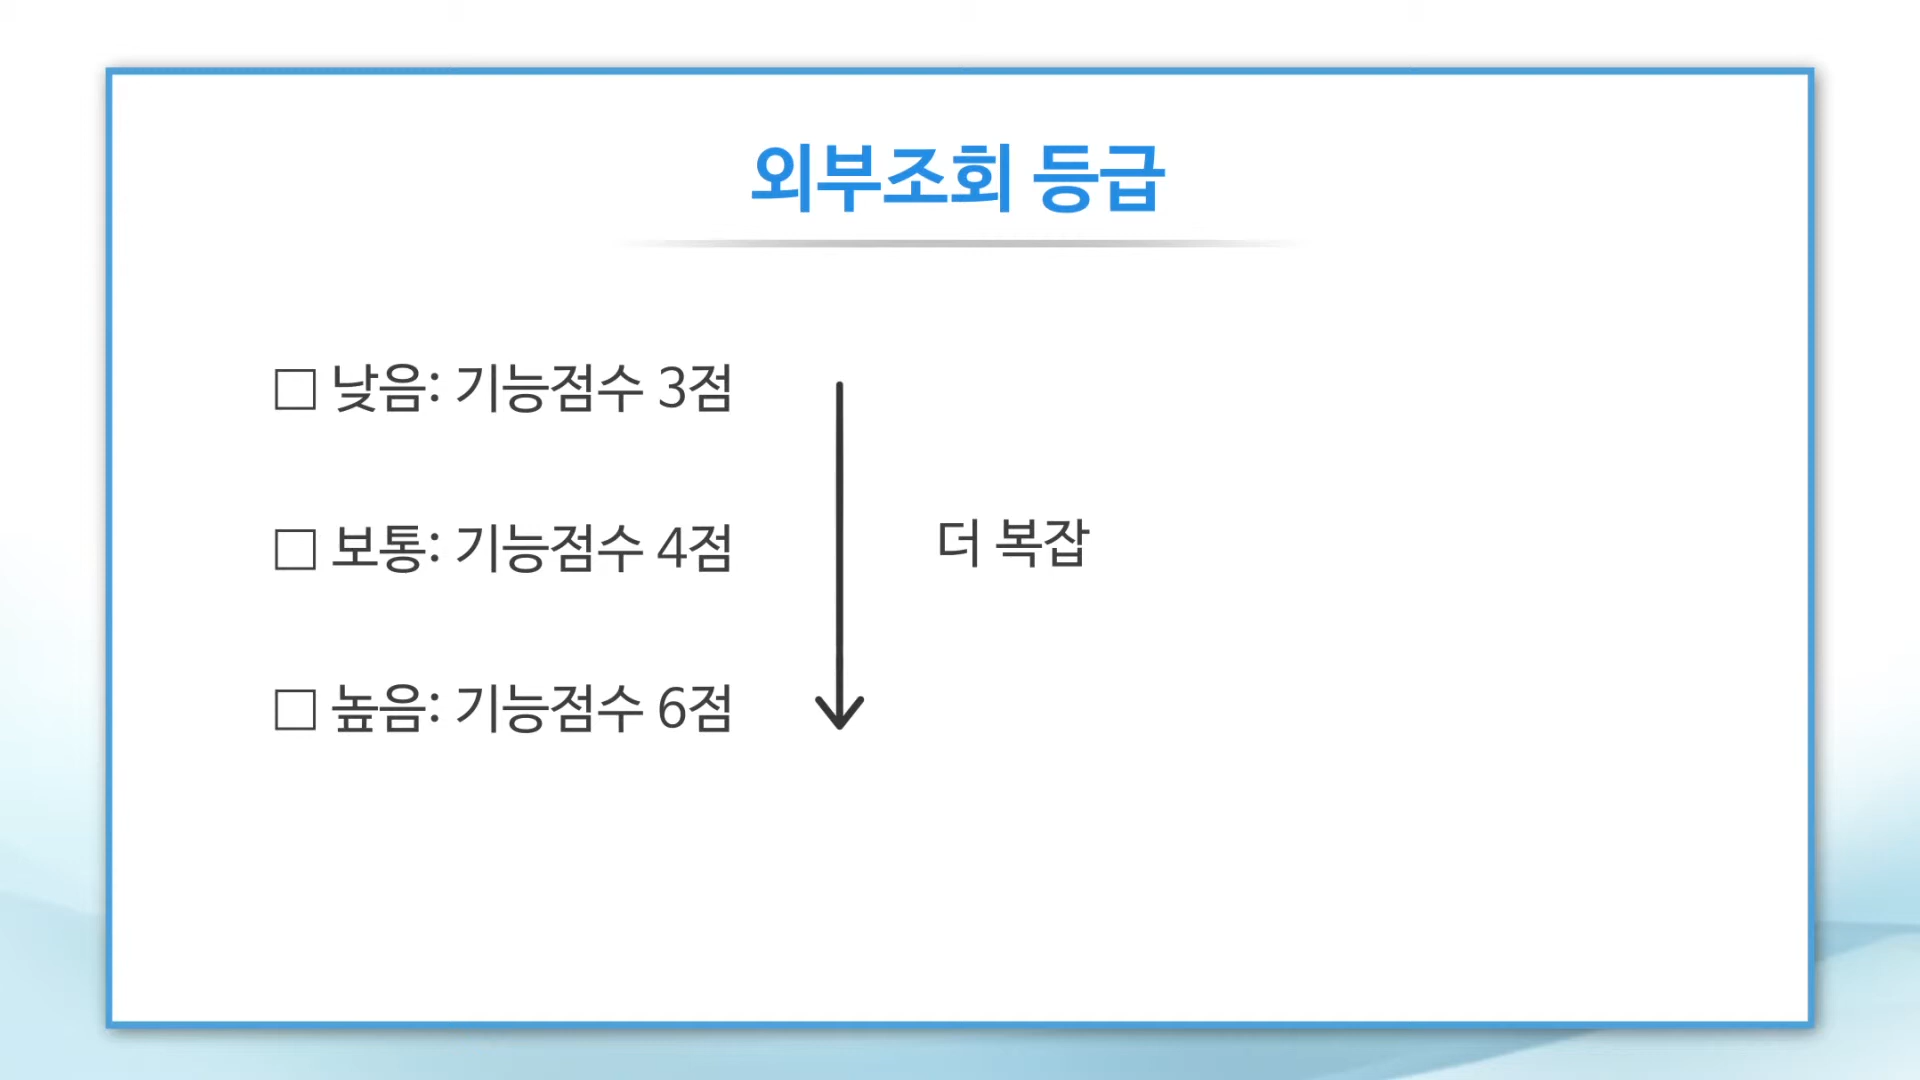 외부조회 등급
□ 낮음: 기능점수 3점
□ 보통: 기능점수 4점
더 복잡
□ 높음: 기능점수 6점